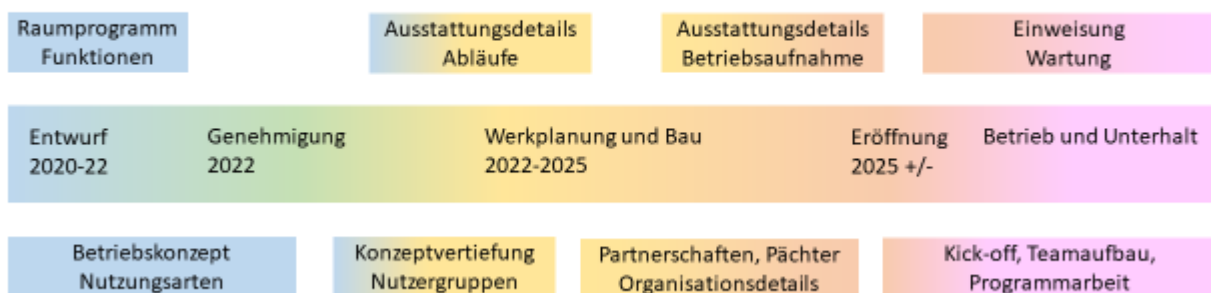 Raumprogramm
Funktionen
Ausstattungsdetails
Abläufe
Ausstattungsdetails
Betriebsaufnahme
Einweisung
Wartung
Entwurf
2020-22
Genehmigung
2022
Werkplanung und Bau
2022-2025
Eröffnung
2025 +/-
Betrieb und Unterhalt
Betriebskonzept
Nutzungsarten
Konzeptvertiefung
Nutzergruppen
Partnerschaften, Pächter
Organisationsdetails
Kick-off, Teamaufbau,
Programmarbeit